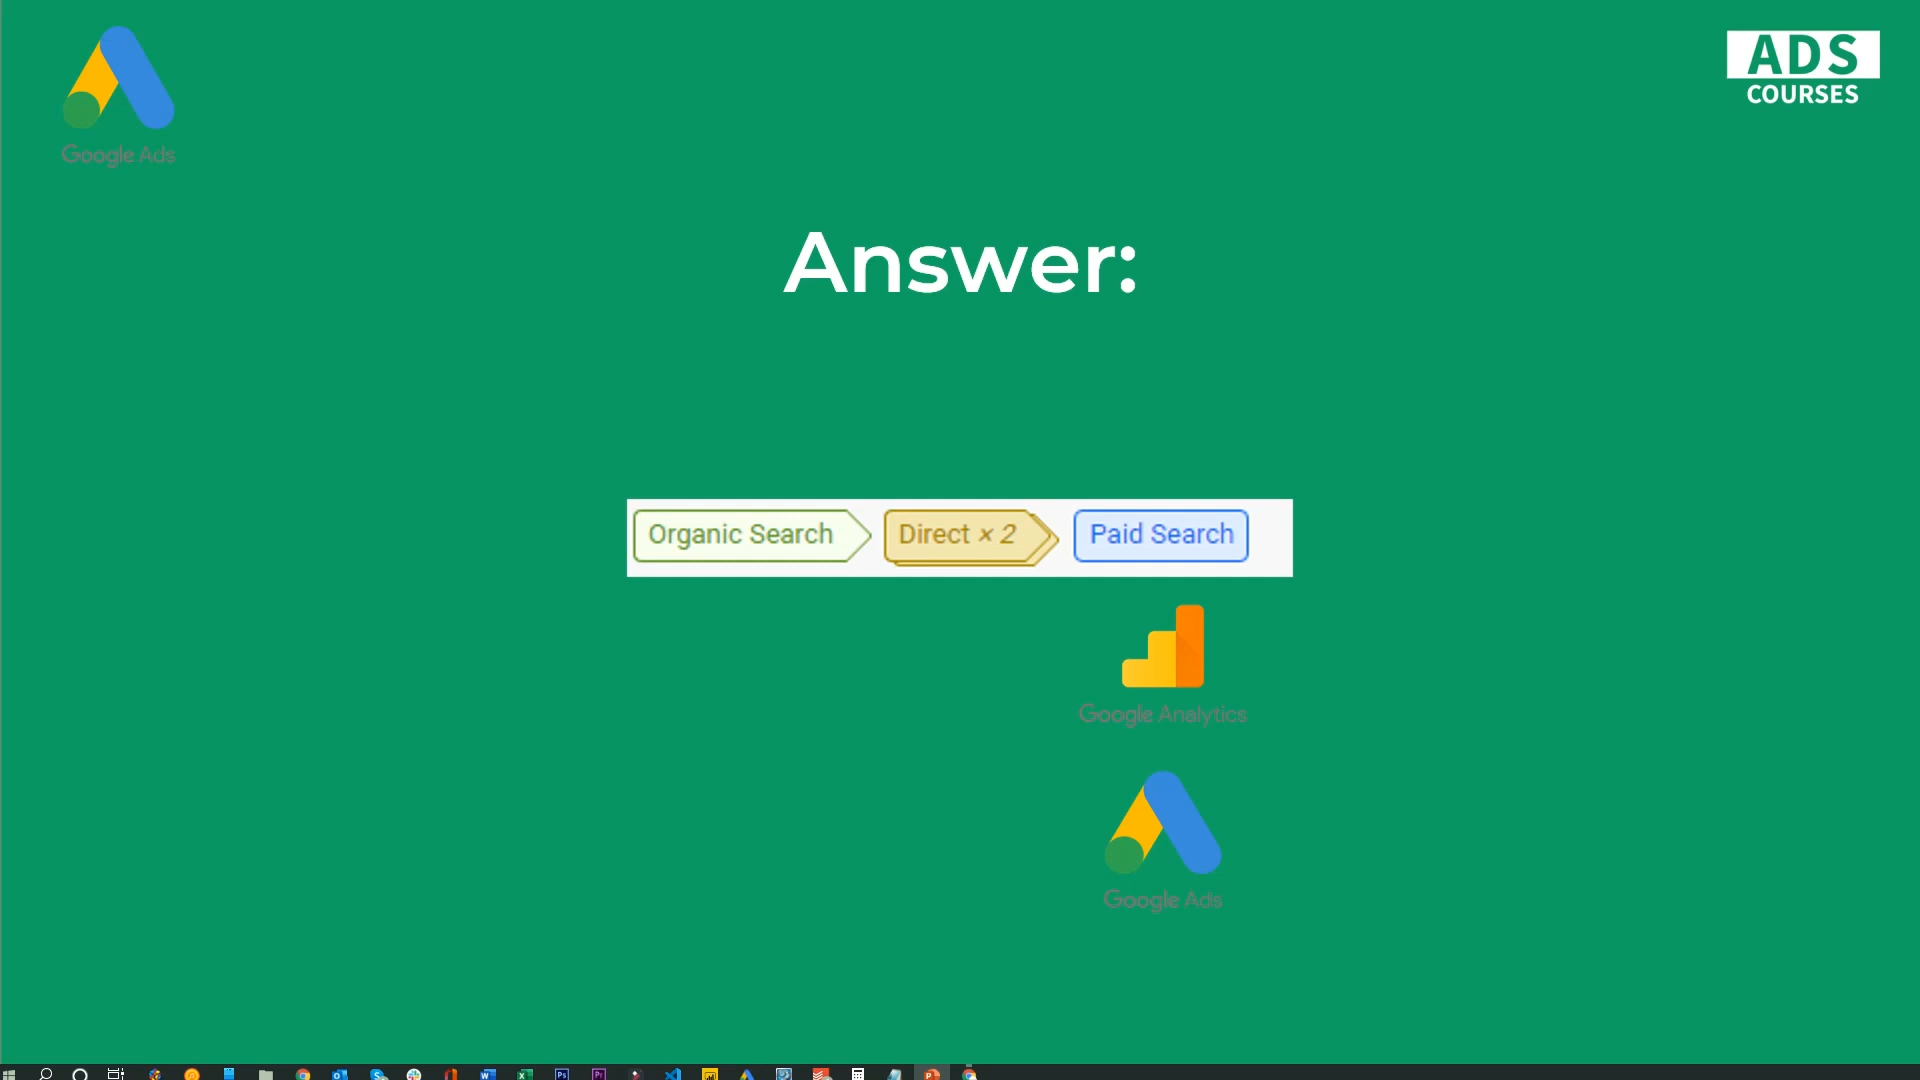 Google Ads
ADS
COURSES
Answer:
Organic Search
Direct × 2
Paid Search
Google Analytics
Google Ads